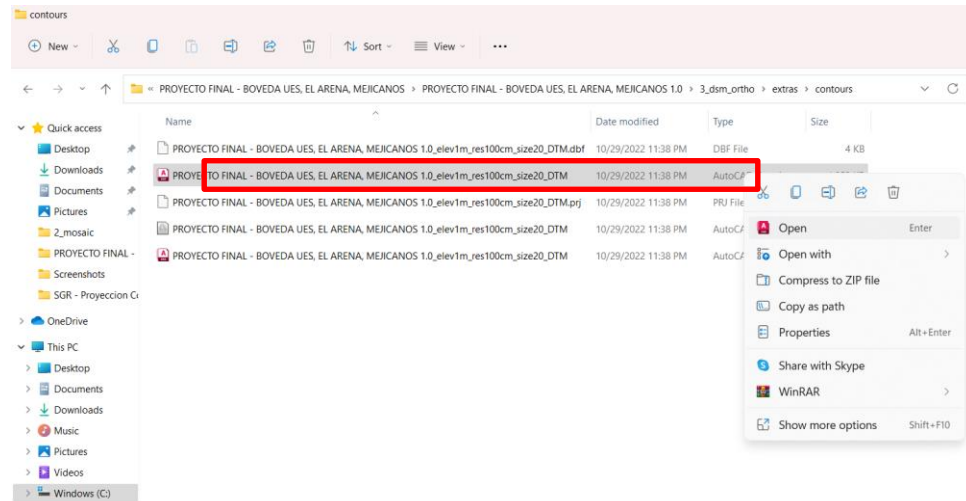 contours
New Sort View
« PROYECTO FINAL - BOVEDA UES, EL ARENA, MEJICANOS > PROYECTO FINAL - BOVEDA UES, EL ARENA, MEJICANOS 1.0 > 3_dsm_ortho > extras > contours
Quick access
Desktop
Downloads
Documents
Pictures
2_mosaic
PROYECTO FINAL -
Screenshots
SGR - Proyeccion
OneDrive
This PC
Desktop
Documents
Downloads
Music
Pictures
Videos
Windows (C:)
Name Date modified Type Size
PROYECTO FINAL - BOVEDA UES, EL ARENA, MEJICANOS 1.0_elev1m_res100cm_size20_DTM.dbf 10/29/2022 11:38 PM DBF File 4 KB
PROYECTO FINAL - BOVEDA UES, EL ARENA, MEJICANOS 1.0_elev1m_res100cm_size20_DTM 10/29/2022 11:38 PM
PROYECTO FINAL - BOVEDA UES, EL ARENA, MEJICANOS 1.0_elev1m_res100cm_size20_DTM.prj 10/29/2022 11:38 PM PRJ File
PROYECTO FINAL - BOVEDA UES, EL ARENA, MEJICANOS 1.0_elev1m_res100cm_size20_DTM 10/29/2022 11:38 PM
PROYECTO FINAL - BOVEDA UES, EL ARENA, MEJICANOS 1.0_elev1m_res100cm_size20_DTM 10/29/2022 11:38 PM
Open Enter
Open with
Compress to ZIP file
Copy as path
Properties Alt+Enter
Share with Skype
WinRAR
Show more options Shift+F10